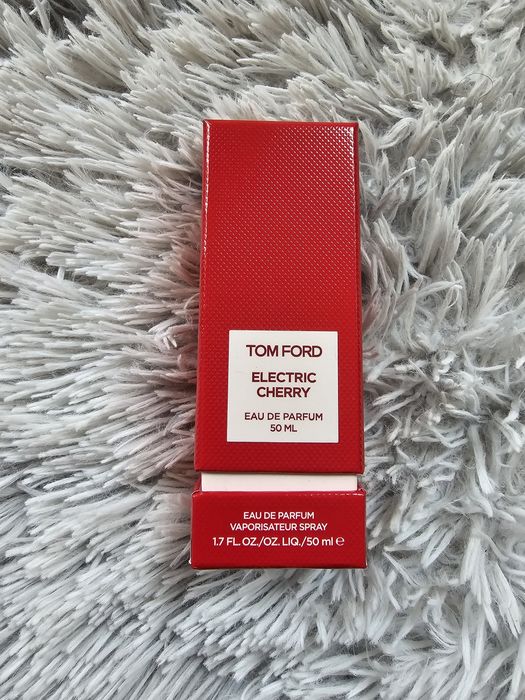 TOM FORD
ELECTRIC
CHERRY
EAU DE PARFUM
50 ML
EAU DE PARFUM
VAPORISATEUR SPRAY
1.7 FL. OZ./OZ. LIQ./50 ml ℮